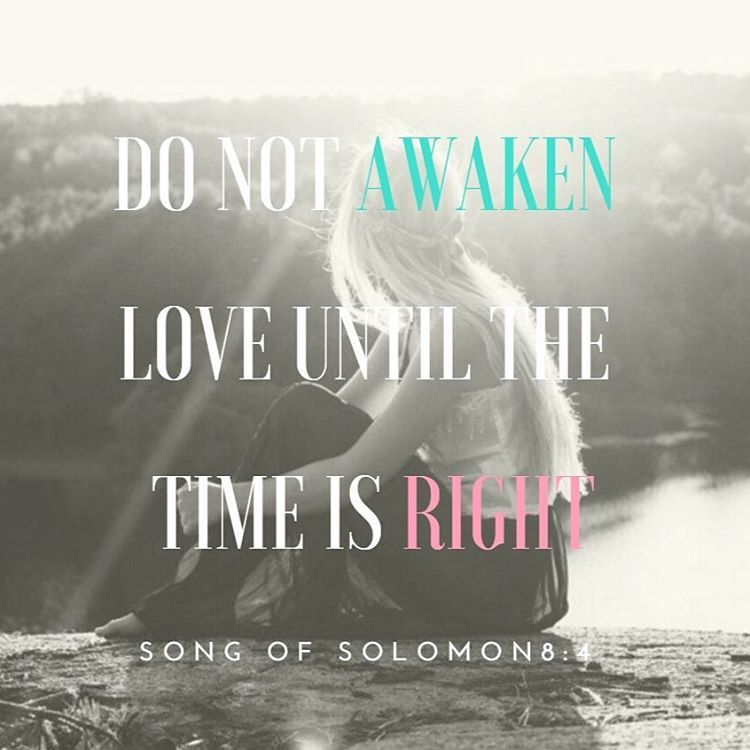 DO NOT AWAKEN
LOVE UNTIL THE
TIME IS RIGHT
SONG OF SOLOMON8:4